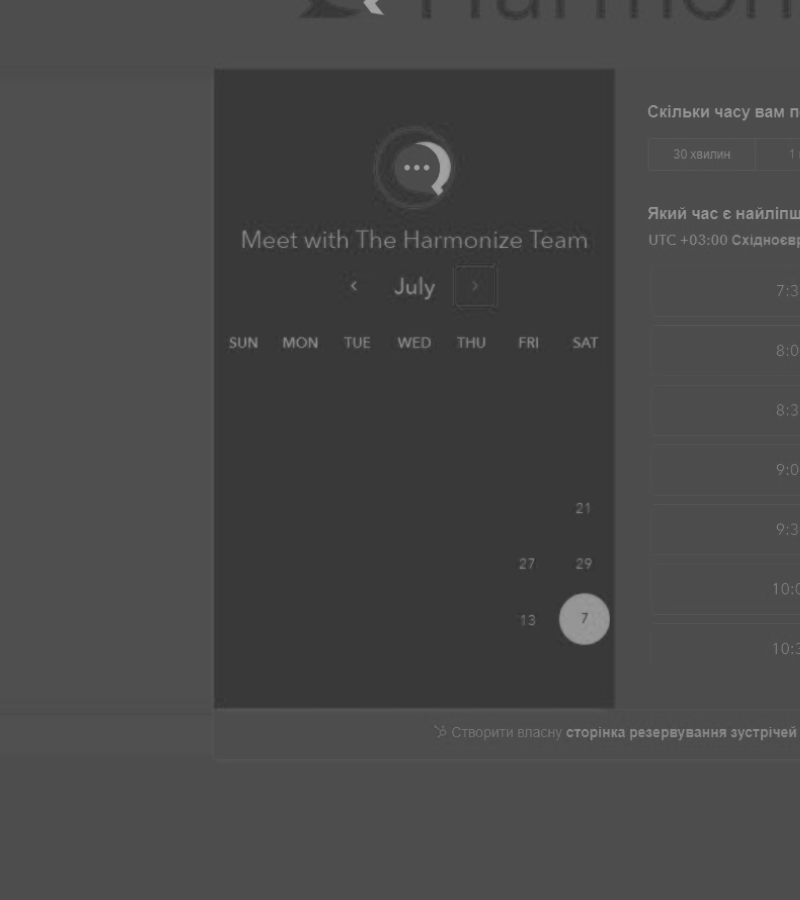 Harmon
Meet with The Harmonize Team
July
SUN MON TUE WED THU FRI SAT
21
27 29
13 7
Скільки часу вам п
30 хвилин 1
Який час є найліпш
UTC +03:00 Східноєвр
7:3
8:0
8:3
9:0
9:3
10:0
10:3
Створити власну сторінка резервування зустрічей